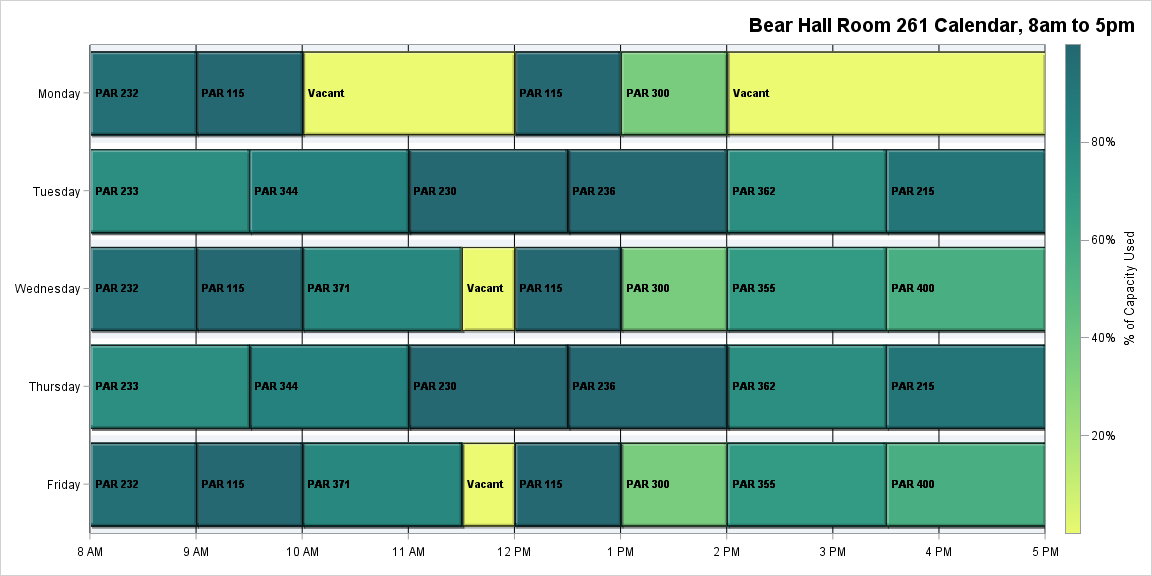 Bear Hall Room 261 Calendar, 8am to 5pm
Monday PAR 232 PAR 115 Vacant PAR 115 PAR 300 Vacant
80%
Tuesday PAR 233 PAR 344 PAR 230 PAR 236 PAR 362 PAR 215
60%
% of Capacity Used
Wednesday PAR 232 PAR 115 PAR 371 Vacant PAR 115 PAR 300 PAR 355 PAR 400
40%
Thursday PAR 233 PAR 344 PAR 230 PAR 236 PAR 362 PAR 215
20%
Friday PAR 232 PAR 115 PAR 371 Vacant PAR 115 PAR 300 PAR 355 PAR 400
8 AM 9 AM 10 AM 11 AM 12 PM 1 PM 2 PM 3 PM 4 PM 5 PM